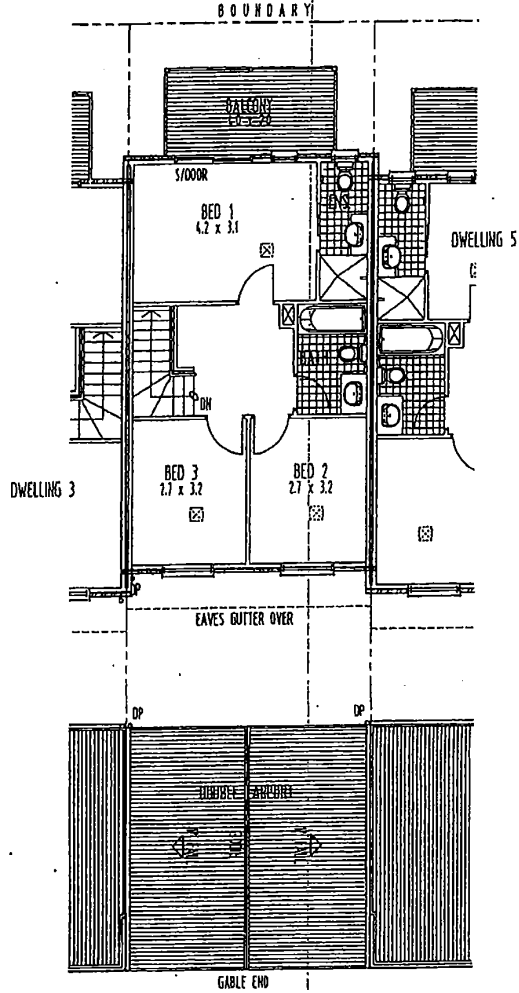 BOUNDARY
BALCONY
S/DOOR
ENS
BED 1
4.2 x 3.1
DWELLING 5
DN
BED 3
2.7 x 3.2
BED 2
2.7 x 3.2
DWELLING 3
DP
EAVES GUTTER OVER
DP
DP
DOUBLE CARPORT
GABLE END